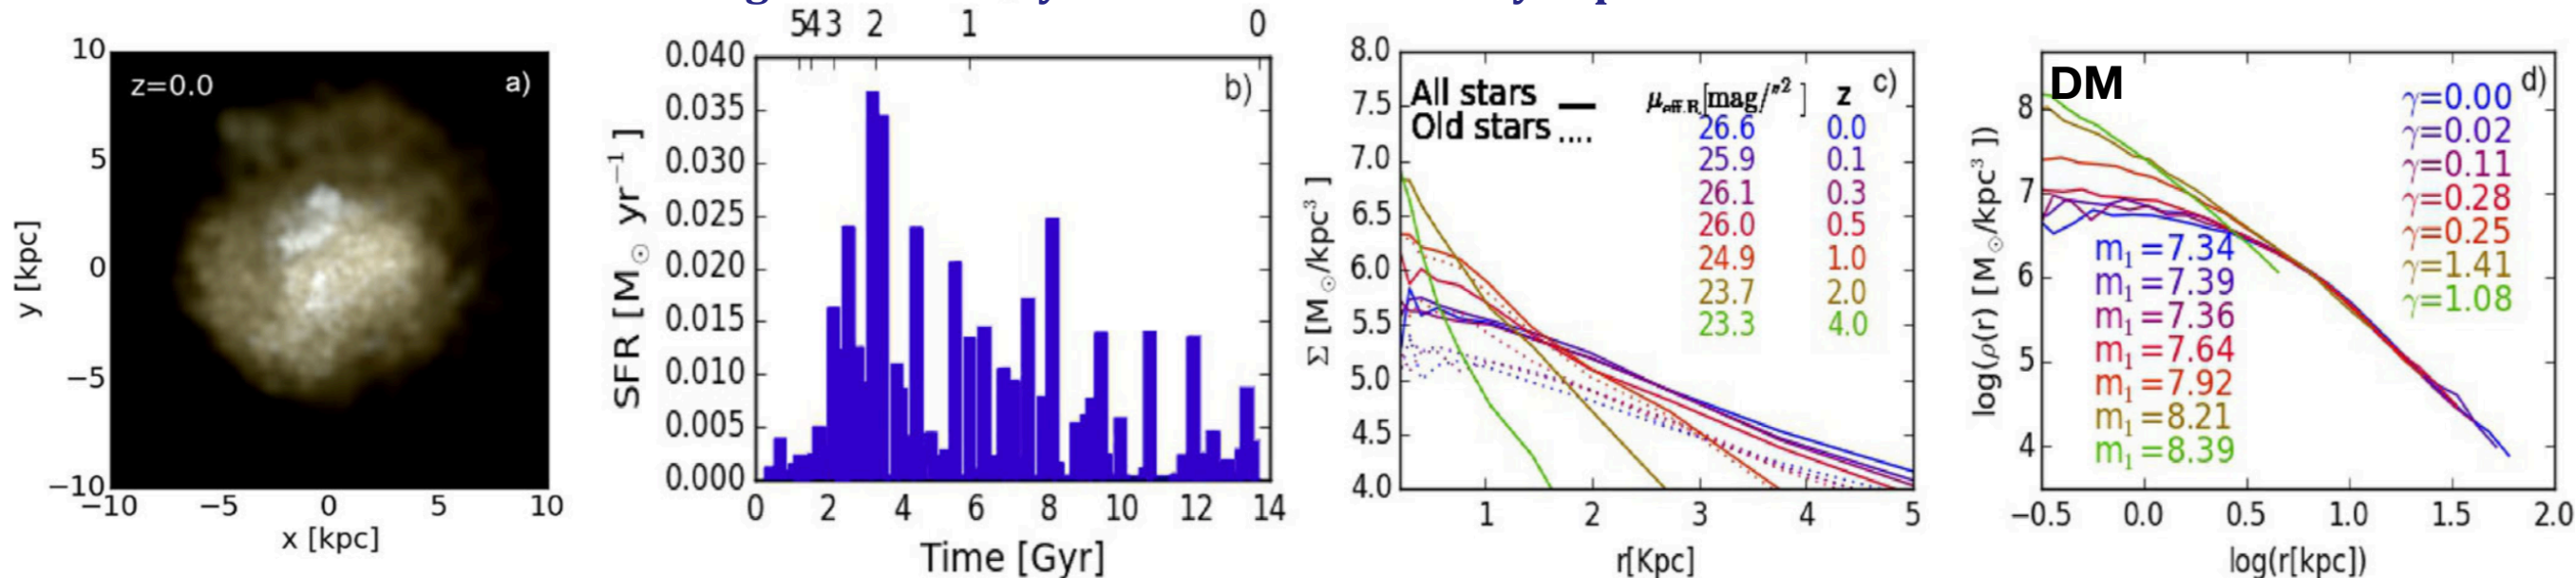 z=0.0 a)
10
5
0
−5
−10
−10 −5 0 5 10
y [kpc]
x [kpc]
5 4 3 2 1 0
b)
0.040
0.035
0.030
0.025
0.020
0.015
0.010
0.005
0.000
0 2 4 6 8 10 12 14
SFR [M⊙ yr⁻¹]
Time [Gyr]
c)
All stars
Old stars
μeff,R[mag/″²] z
26.6 0.0
25.9 0.1
26.1 0.3
26.0 0.5
24.9 1.0
23.7 2.0
23.3 4.0
8.0
7.5
7.0
6.5
6.0
5.5
5.0
4.5
4.0
1 2 3 4 5
Σ [M⊙/kpc³]
r[Kpc]
DM d)
γ=0.00
γ=0.02
γ=0.11
γ=0.28
γ=0.25
γ=1.41
γ=1.08
m₁=7.34
m₁=7.39
m₁=7.36
m₁=7.64
m₁=7.92
m₁=8.21
m₁=8.39
8
7
6
5
4
−0.5 0.0 0.5 1.0 1.5 2.0
log(ρ(r) [M⊙/kpc³])
log(r[kpc])